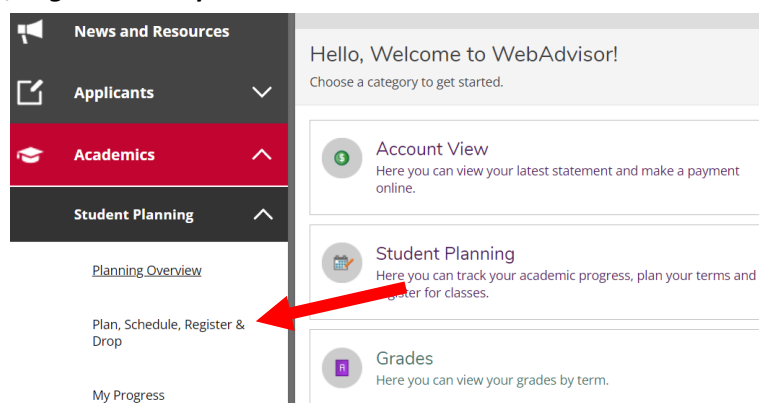 News and Resources
Applicants
Academics
Student Planning
Planning Overview
Plan, Schedule, Register &
Drop
My Progress
Hello, Welcome to WebAdvisor!
Choose a category to get started.
Account View
Here you can view your latest statement and make a payment
online.
Student Planning
Here you can track your academic progress, plan your terms and
for classes.
Grades
Here you can view your grades by term.